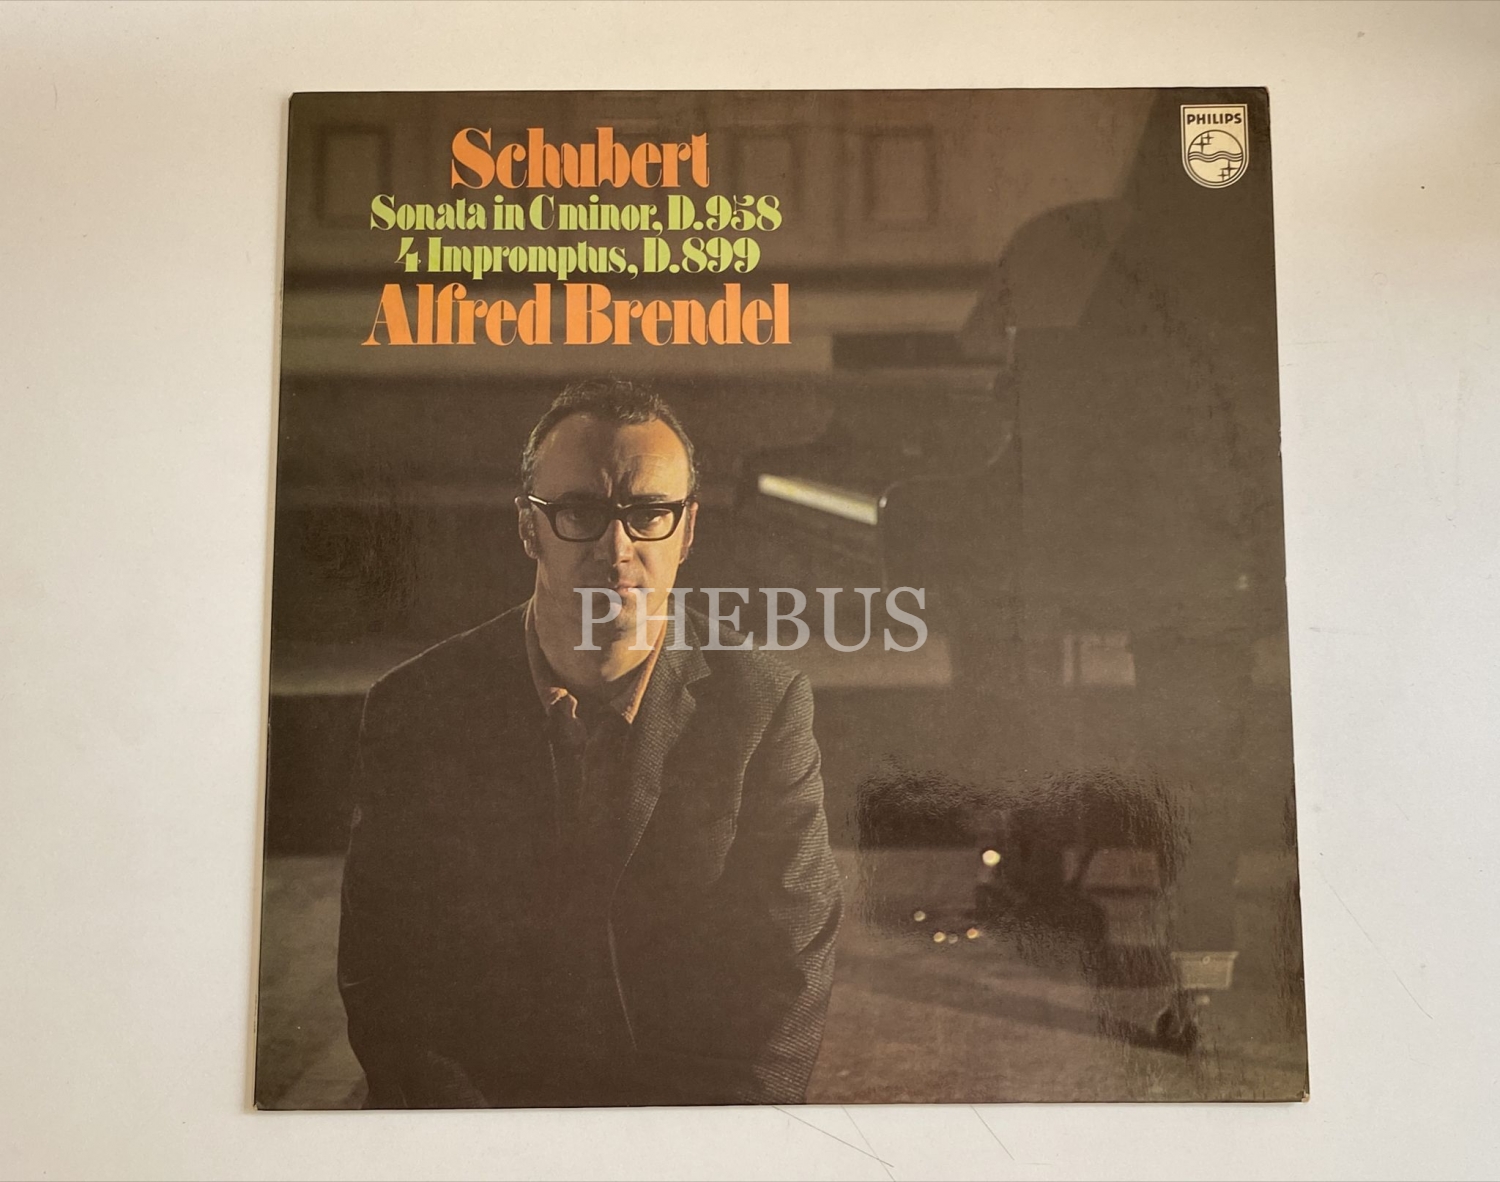 PHILIPS
Schubert
Sonata in C minor, D.958
4 Impromptus, D.899
Alfred Brendel
PHEBUS